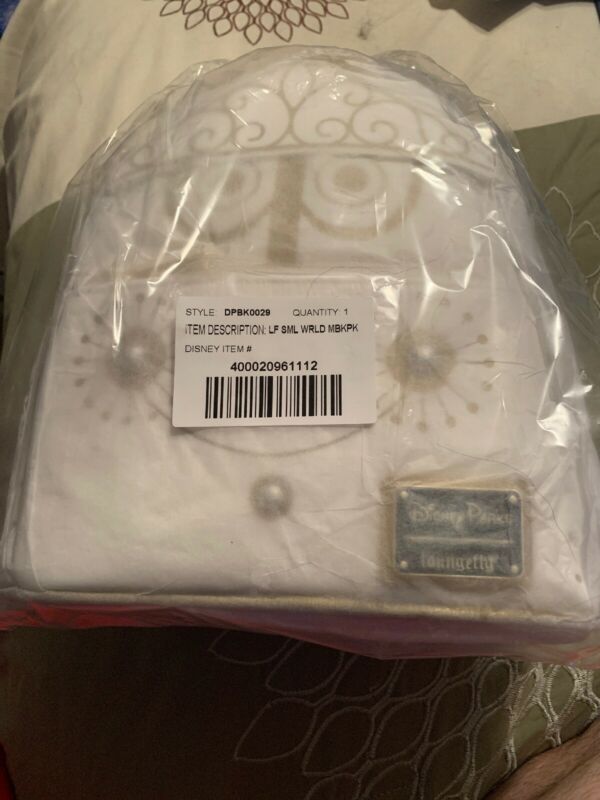 STYLE: DPBK0029 QUANTITY: 1
ITEM DESCRIPTION: LF SML WRLD MBKPK
DISNEY ITEM #
400020961112
Disney Parks
Loungefly